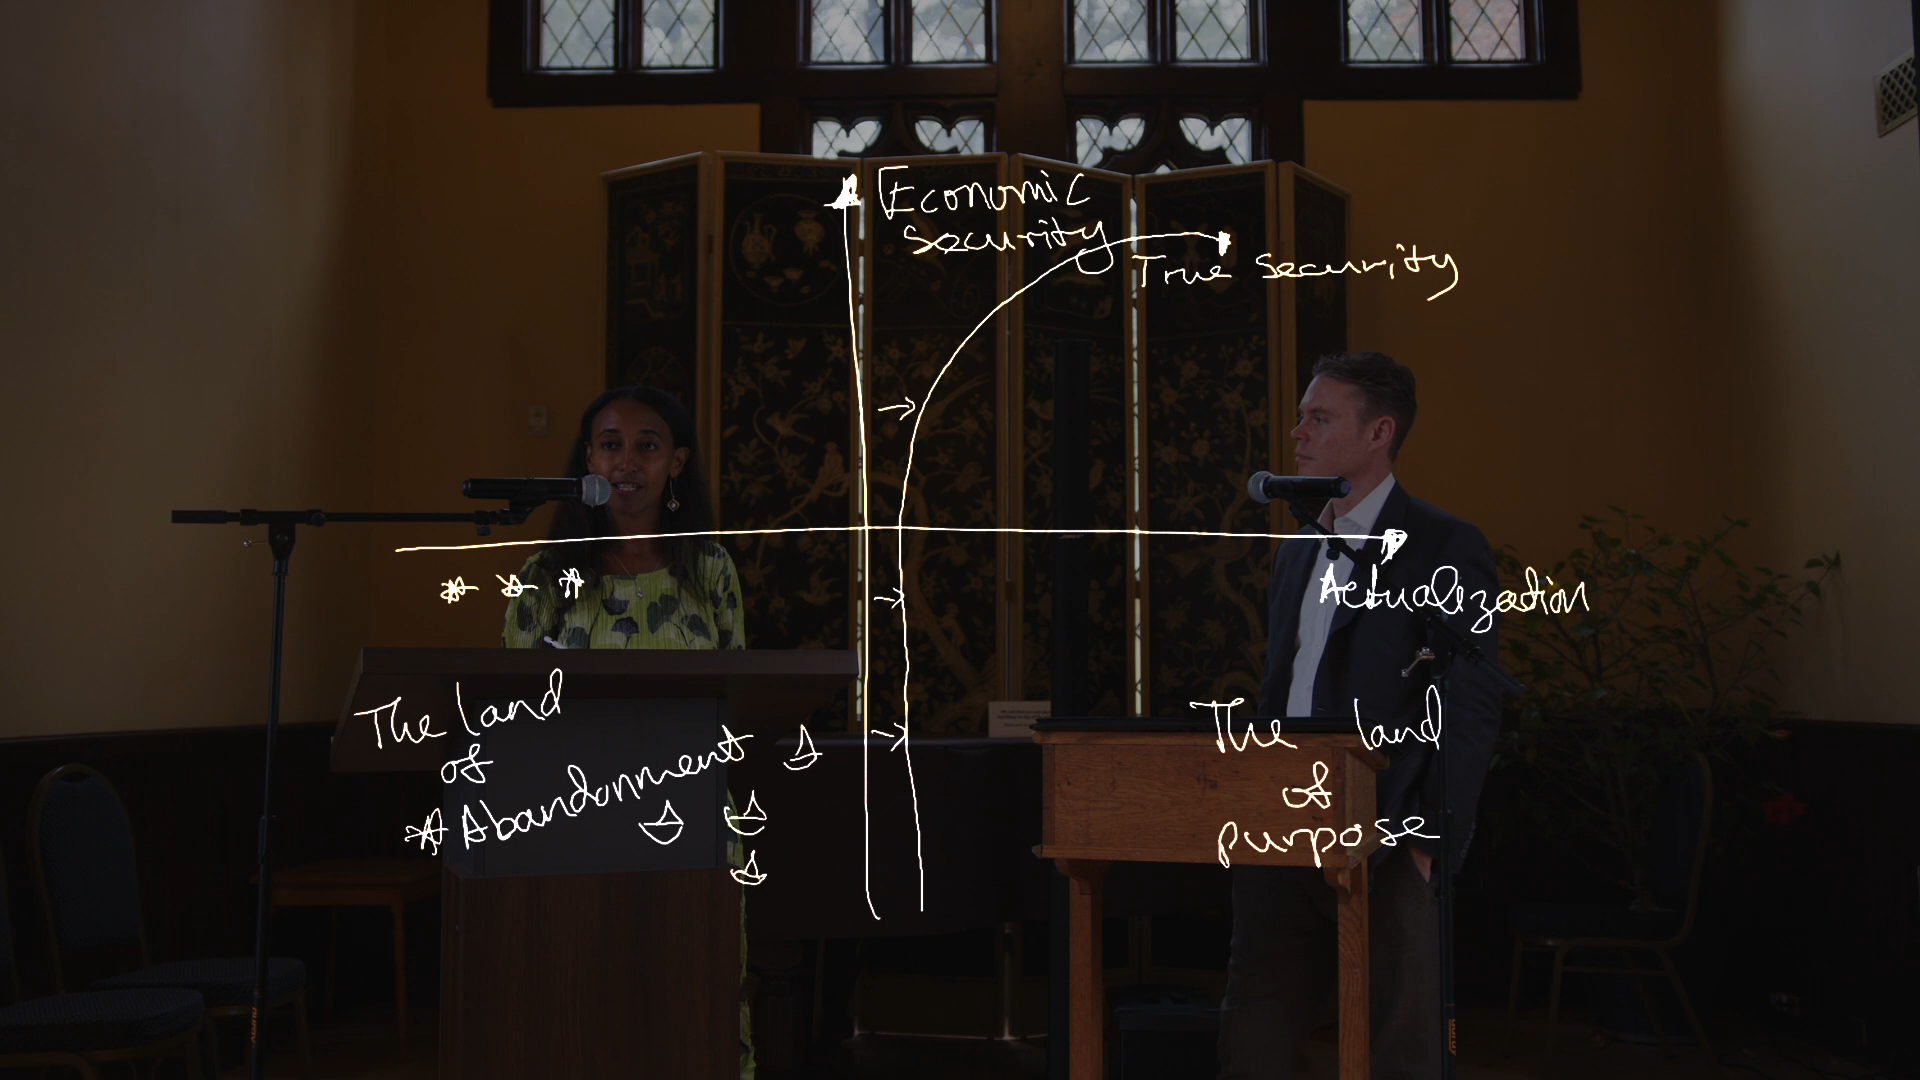 Economic
security
True security
Actualization
The land
of
Abandonment
The land
of
purpose